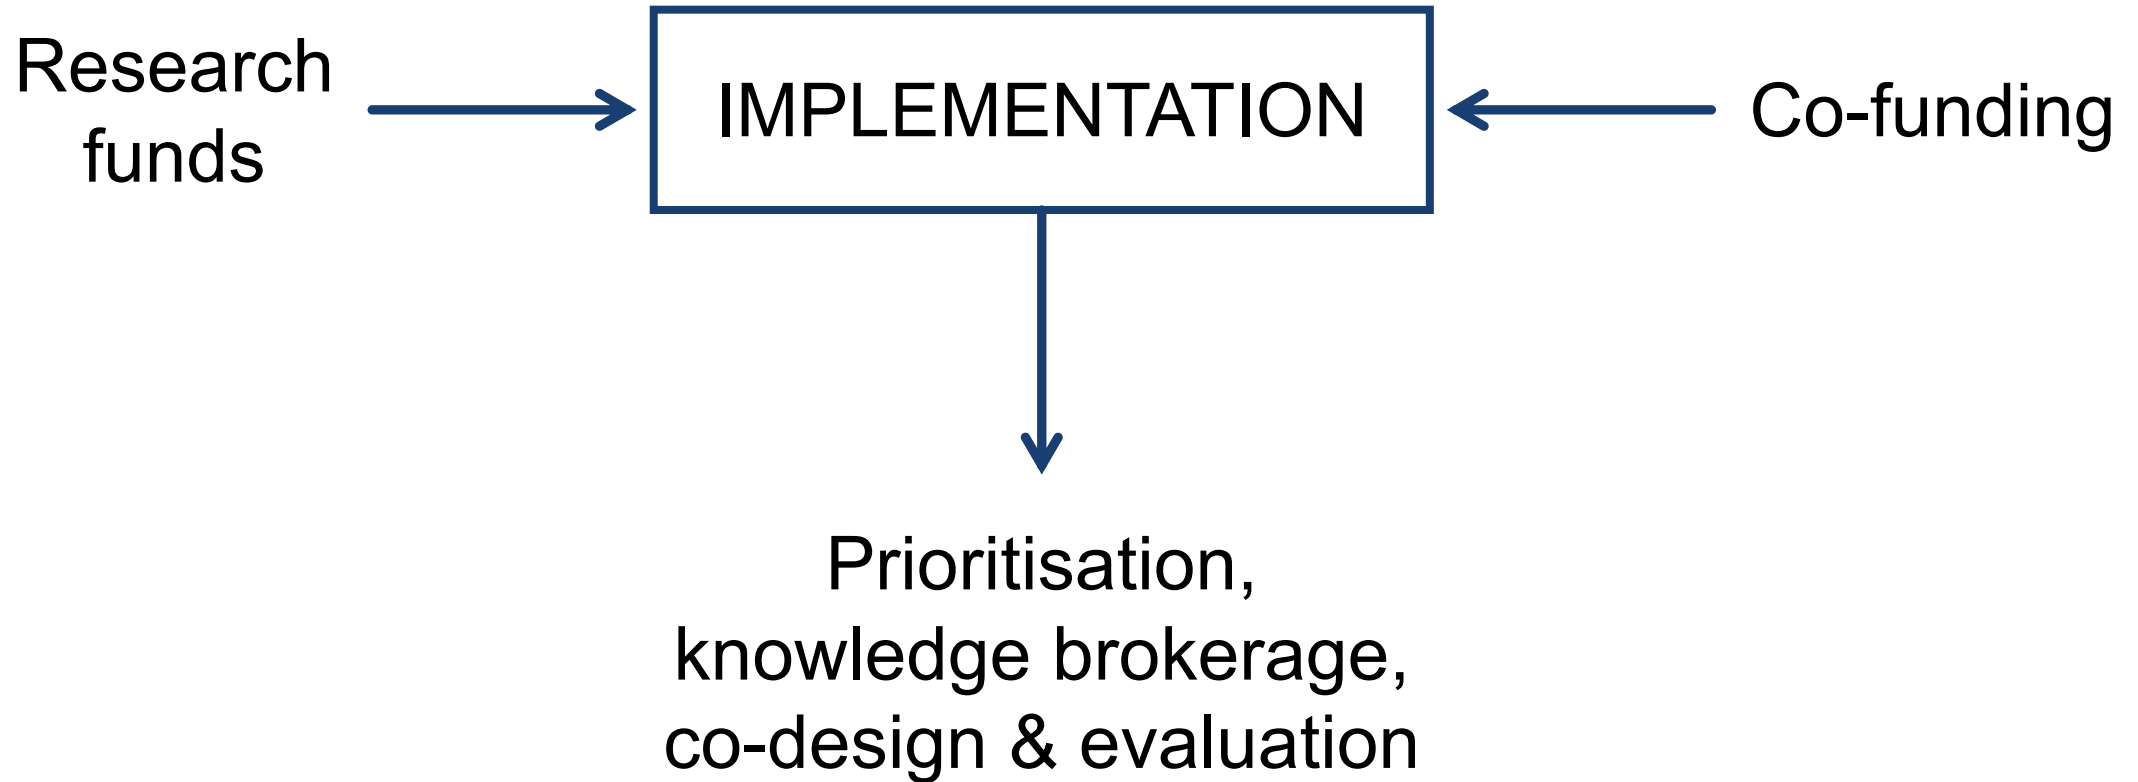 Research
funds
IMPLEMENTATION
Co-funding
Prioritisation,
knowledge brokerage,
co-design & evaluation